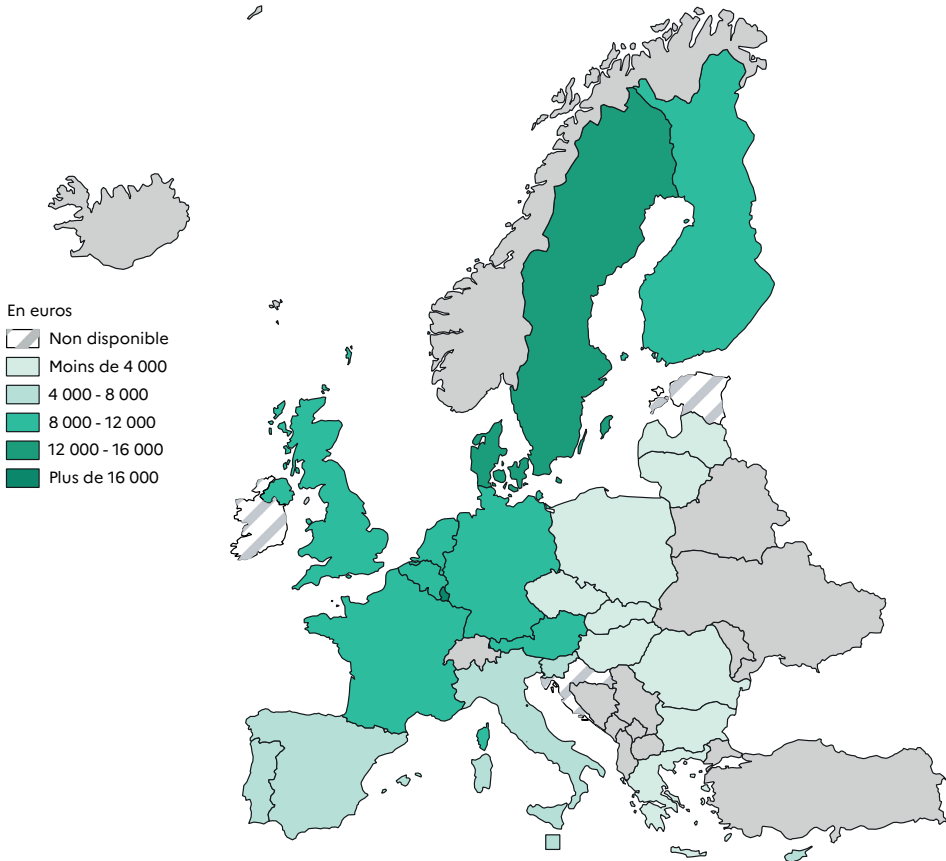 En euros
Non disponible
Moins de 4 000
4 000 - 8 000
8 000 - 12 000
12 000 - 16 000
Plus de 16 000